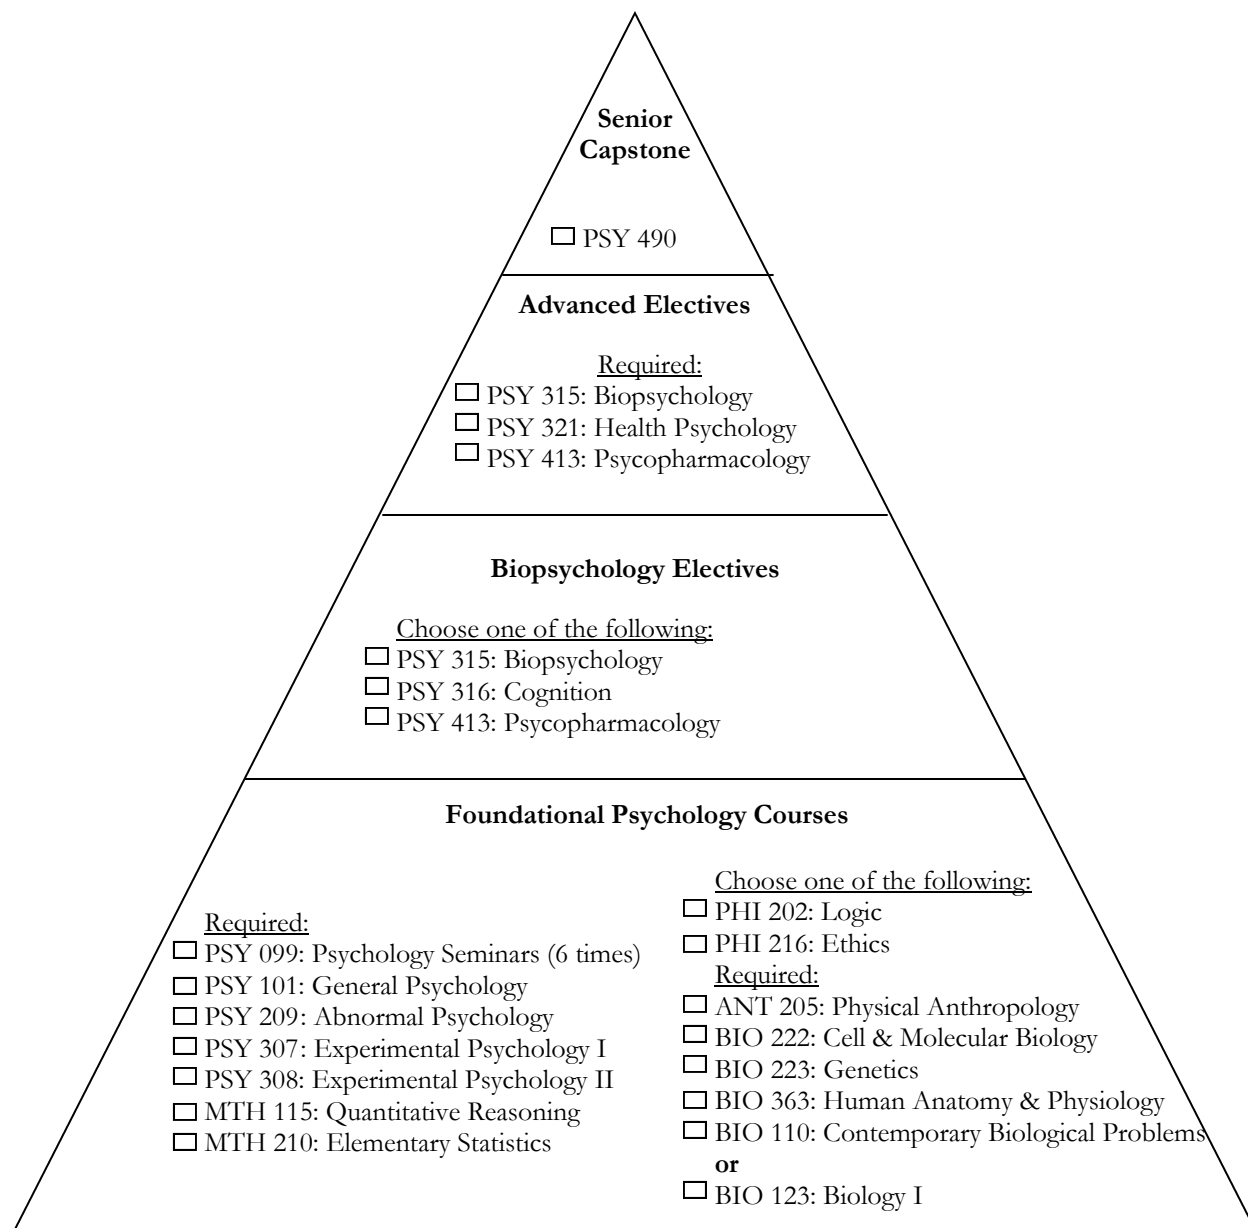 Senior
Capstone
PSY 490
Advanced Electives
Required:
PSY 315: Biopsychology
PSY 321: Health Psychology
PSY 413: Psycopharmacology
Biopsychology Electives
Choose one of the following:
PSY 315: Biopsychology
PSY 316: Cognition
PSY 413: Psycopharmacology
Foundational Psychology Courses
Required:
PSY 099: Psychology Seminars (6 times)
PSY 101: General Psychology
PSY 209: Abnormal Psychology
PSY 307: Experimental Psychology I
PSY 308: Experimental Psychology II
MTH 115: Quantitative Reasoning
MTH 210: Elementary Statistics
Choose one of the following:
PHI 202: Logic
PHI 216: Ethics
Required:
ANT 205: Physical Anthropology
BIO 222: Cell & Molecular Biology
BIO 223: Genetics
BIO 363: Human Anatomy & Physiology
BIO 110: Contemporary Biological Problems
or
BIO 123: Biology I